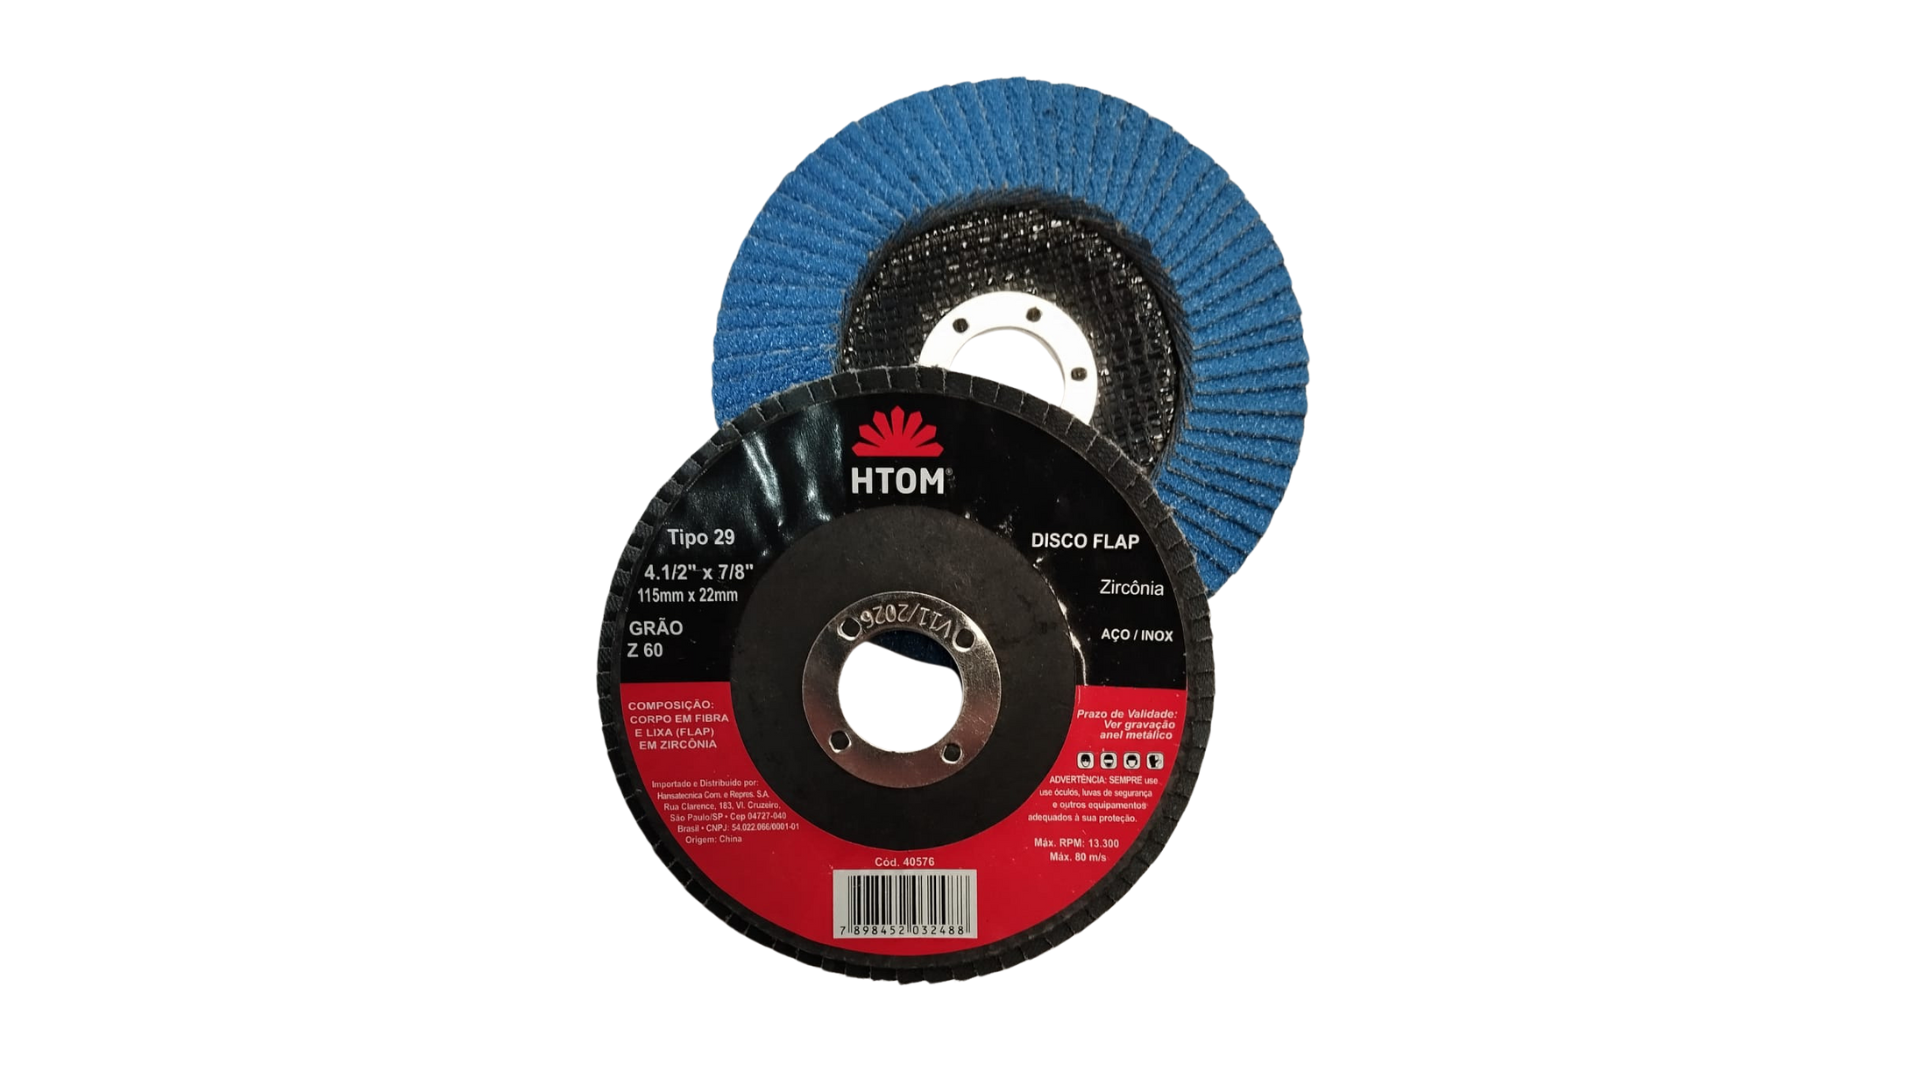 HTOM®
Tipo 29
4.1/2" x 7/8"
115mm x 22mm
GRÃO
Z 60
DISCO FLAP
Zircônia
AÇO / INOX
V11/2026
COMPOSIÇÃO:
CORPO EM FIBRA
E LIXA (FLAP)
EM ZIRCÔNIA
Importado e Distribuido por:
Hansatecnica Com. e Repres. S.A.
Rua Clarence, 183, Vl. Cruzeiro,
São Paulo/SP • Cep 04727-040
Brasil • CNPJ: 54.022.066/0001-01
Origem: China
Prazo de Validade:
Ver gravação
anel metálico
ADVERTÊNCIA: SEMPRE use
use óculos, luvas de segurança
e outros equipamentos
adequados à sua proteção.
Máx. RPM: 13.300
Máx. 80 m/s
Cód. 40576
7 898452 032488